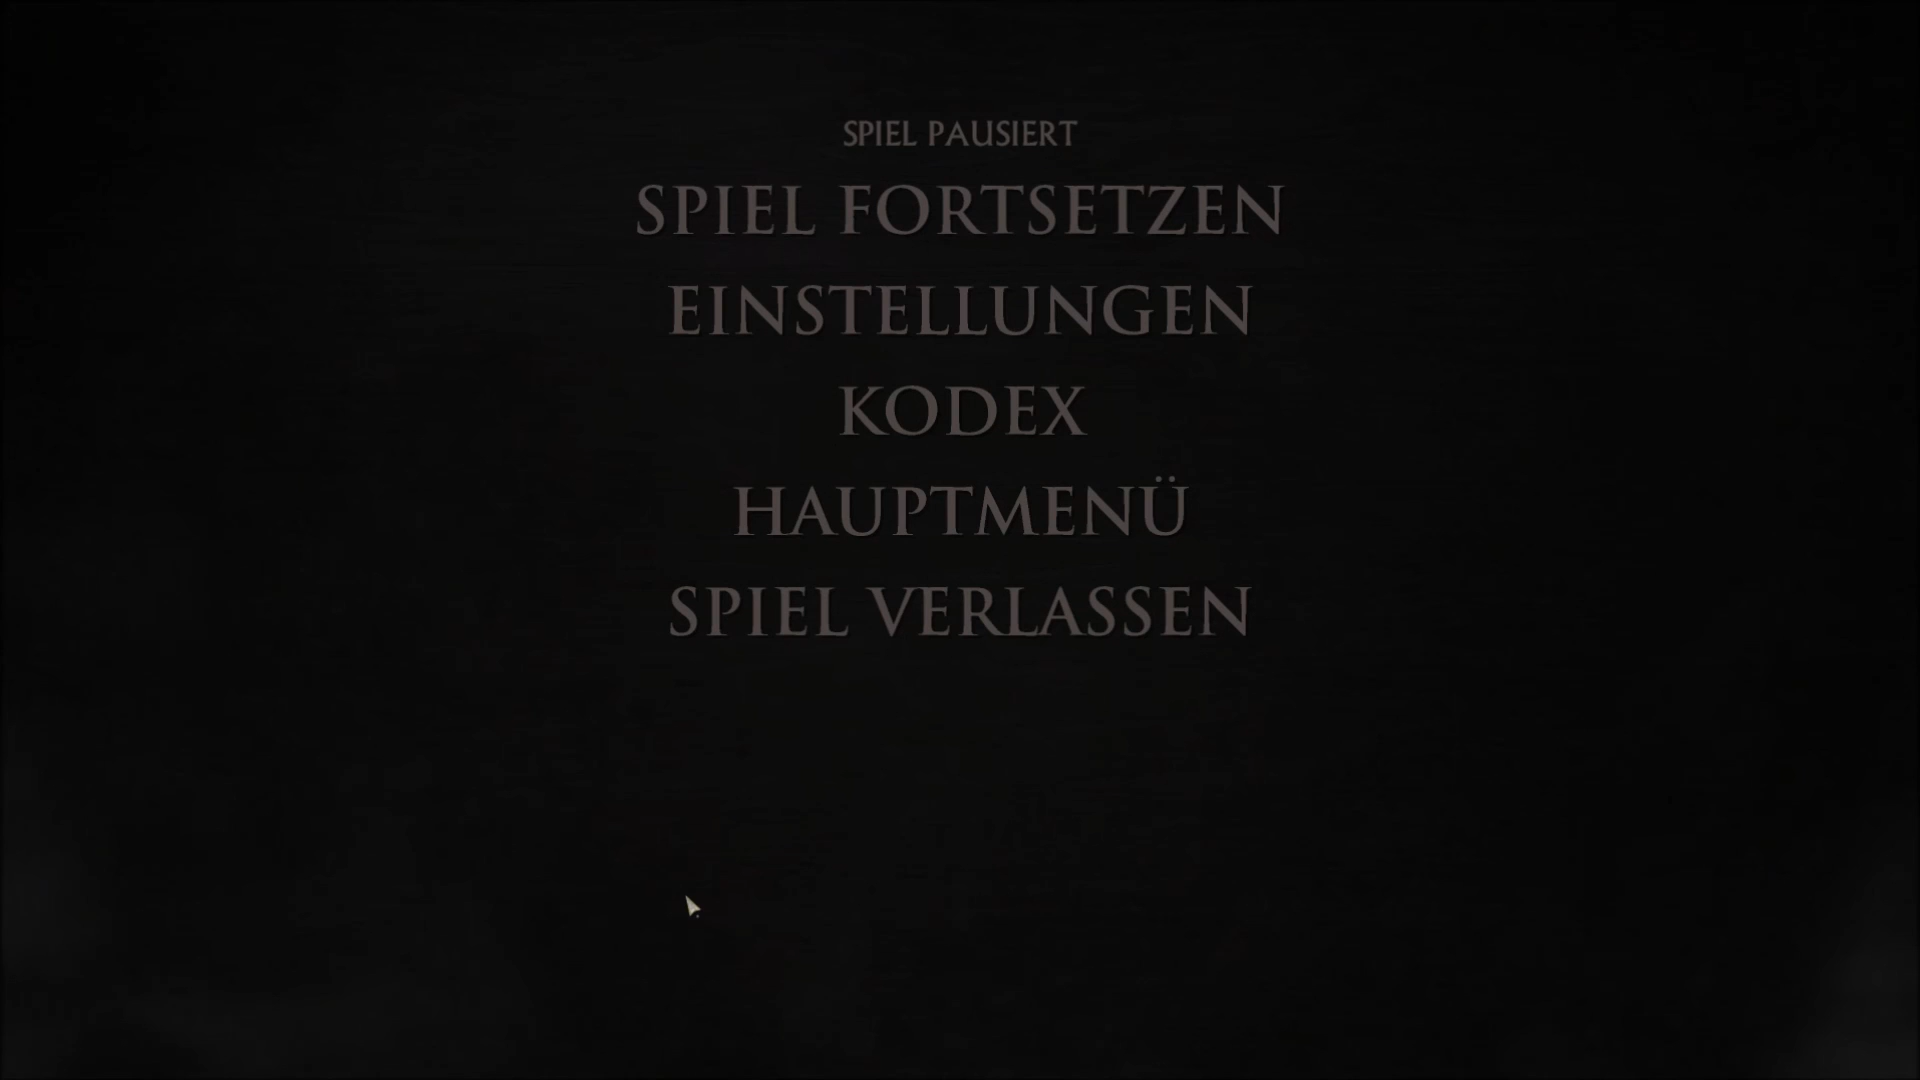 SPIEL PAUSIERT
SPIEL FORTSETZEN
EINSTELLUNGEN
KODEX
HAUPTMENÜ
SPIEL VERLASSEN